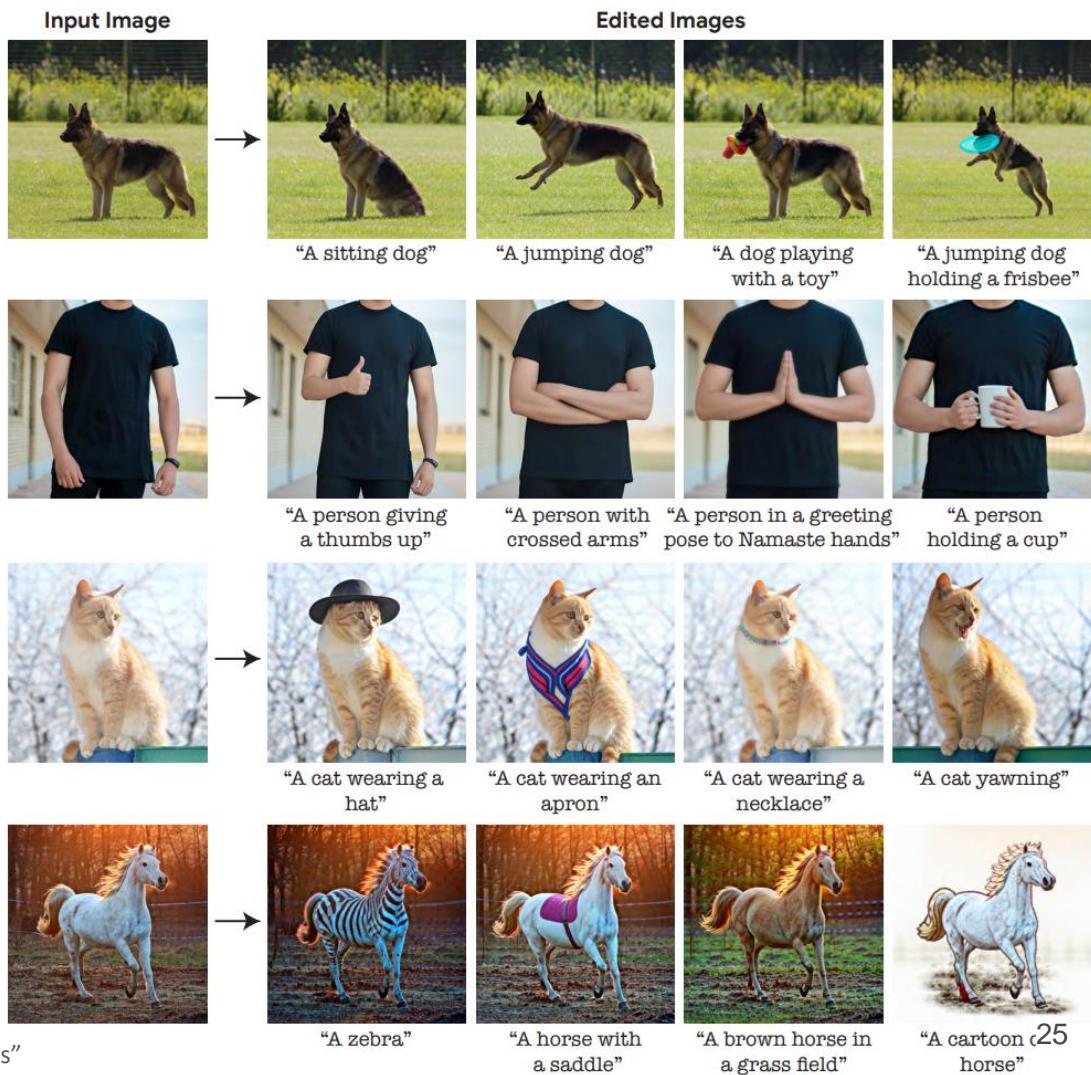 Input Image
Edited Images
“A sitting dog”
“A jumping dog”
“A dog playing
with a toy”
“A jumping dog
holding a frisbee”
“A person giving
a thumbs up”
“A person with
crossed arms”
“A person in a greeting
pose to Namaste hands”
“A person
holding a cup”
“A cat wearing a
hat”
“A cat wearing an
apron”
“A cat wearing a
necklace”
“A cat yawning”
“A zebra”
“A horse with
a saddle”
“A brown horse in
a grass field”
“A cartoon
horse”
25
s”